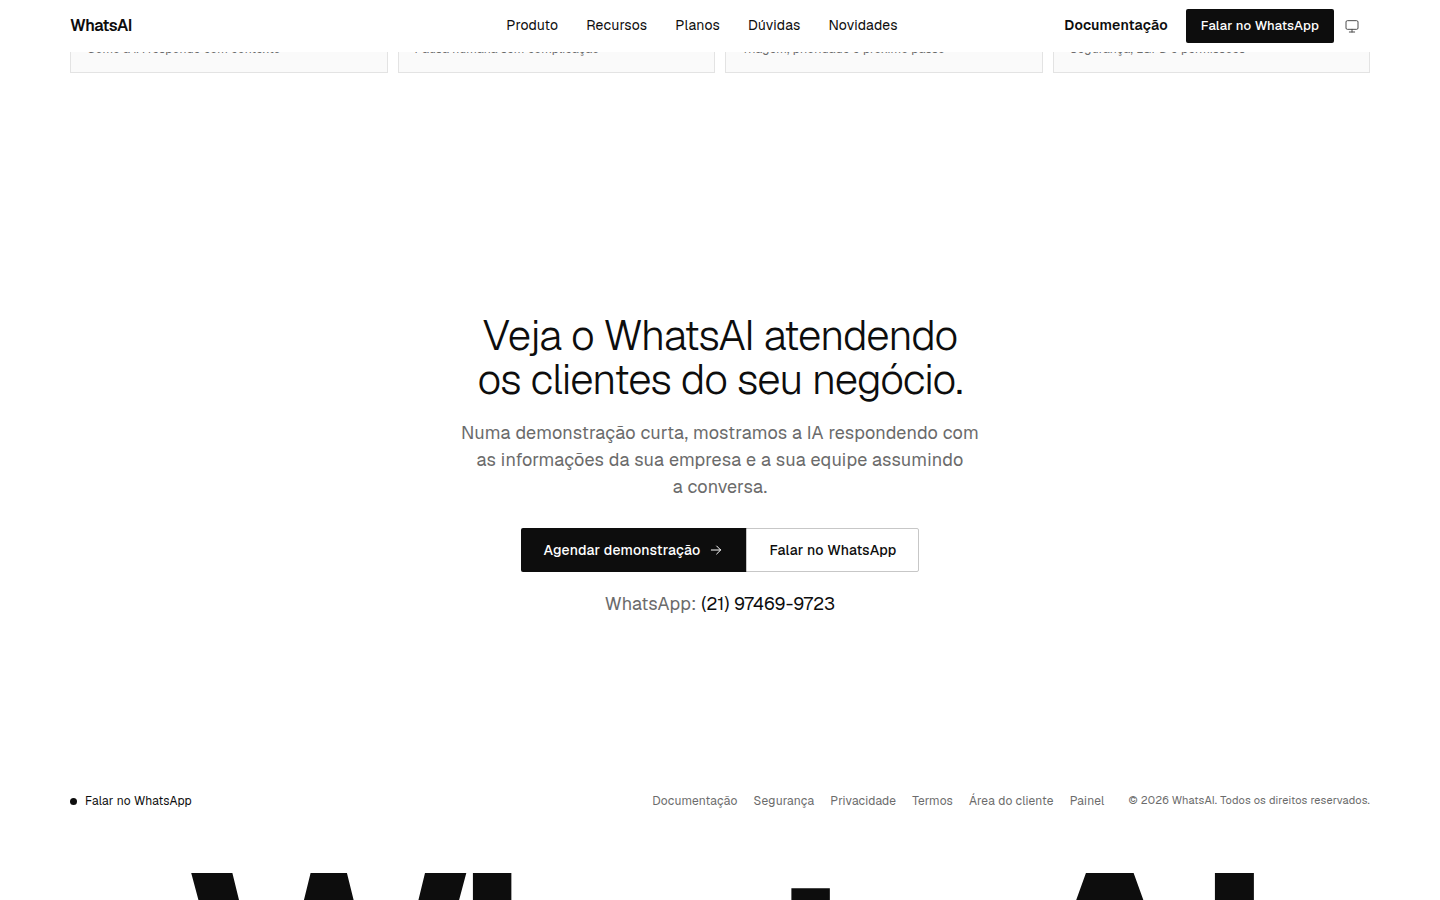 WhatsAI
Produto Recursos Planos Dúvidas Novidades
Documentação Falar no WhatsApp
Veja o WhatsAI atendendo
os clientes do seu negócio.
Numa demonstração curta, mostramos a IA respondendo com
as informações da sua empresa e a sua equipe assumindo
a conversa.
Agendar demonstração → Falar no WhatsApp
WhatsApp: (21) 97469-9723
Falar no WhatsApp
Documentação Segurança Privacidade Termos Área do cliente Painel © 2026 WhatsAI. Todos os direitos reservados.